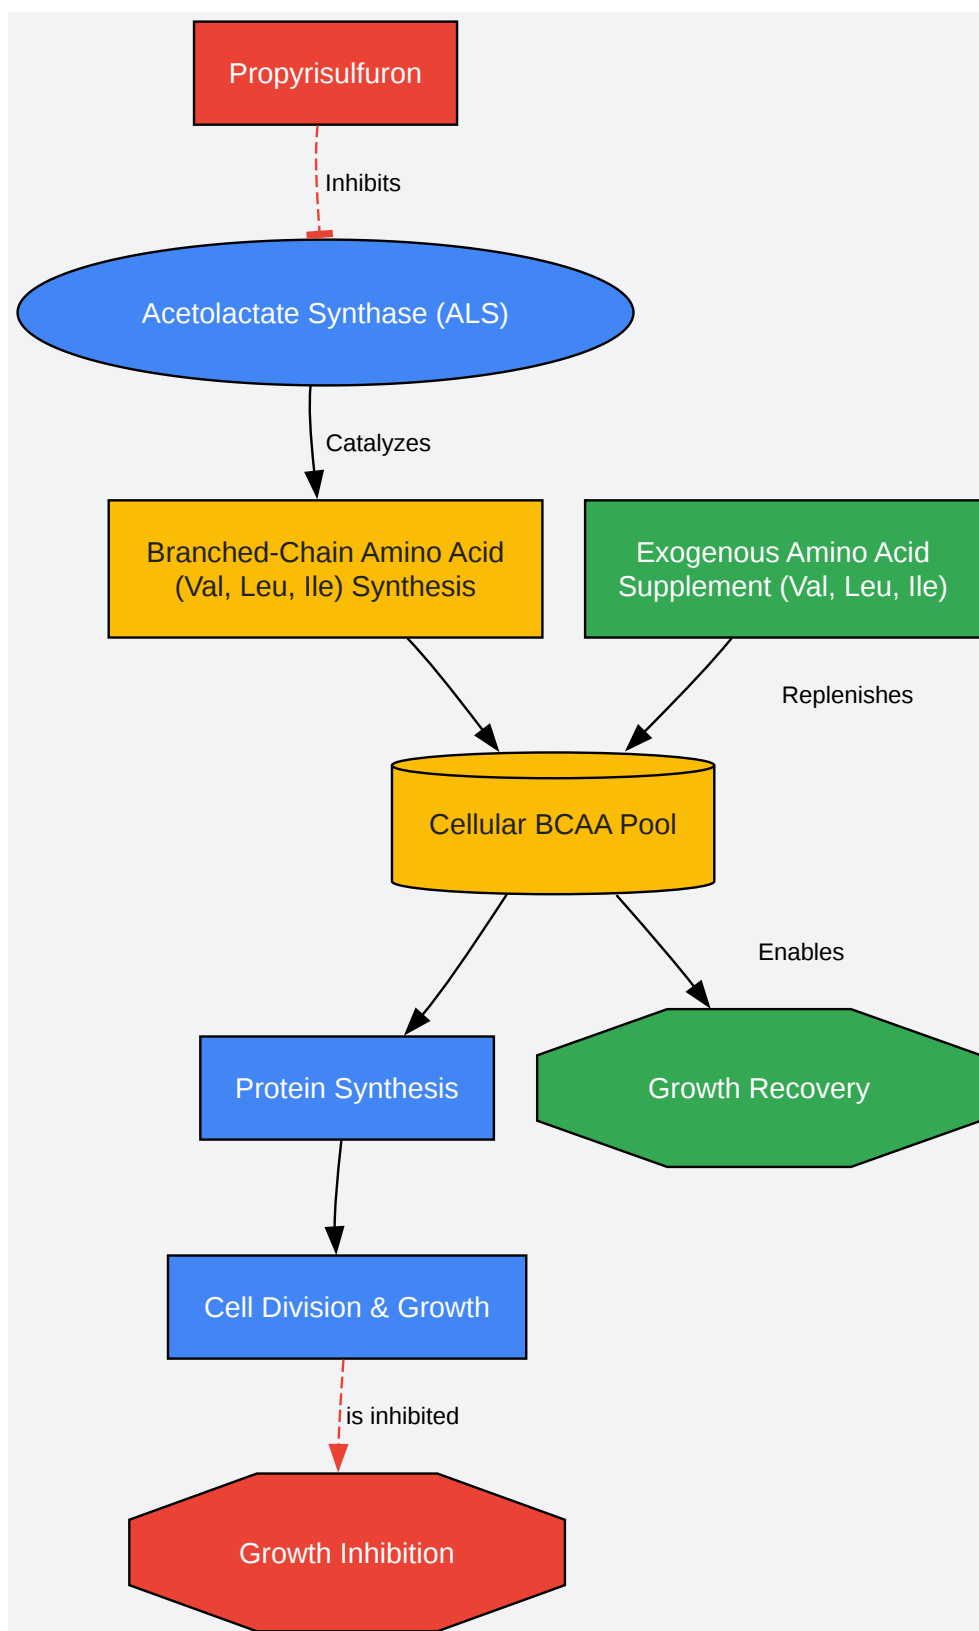 Propyrisulfuron
Inhibits
Acetolactate Synthase (ALS)
Catalyzes
Branched-Chain Amino Acid
(Val, Leu, Ile) Synthesis
Exogenous Amino Acid
Supplement (Val, Leu, Ile)
Replenishes
Cellular BCAA Pool
Enables
Protein Synthesis
Growth Recovery
Cell Division & Growth
is inhibited
Growth Inhibition